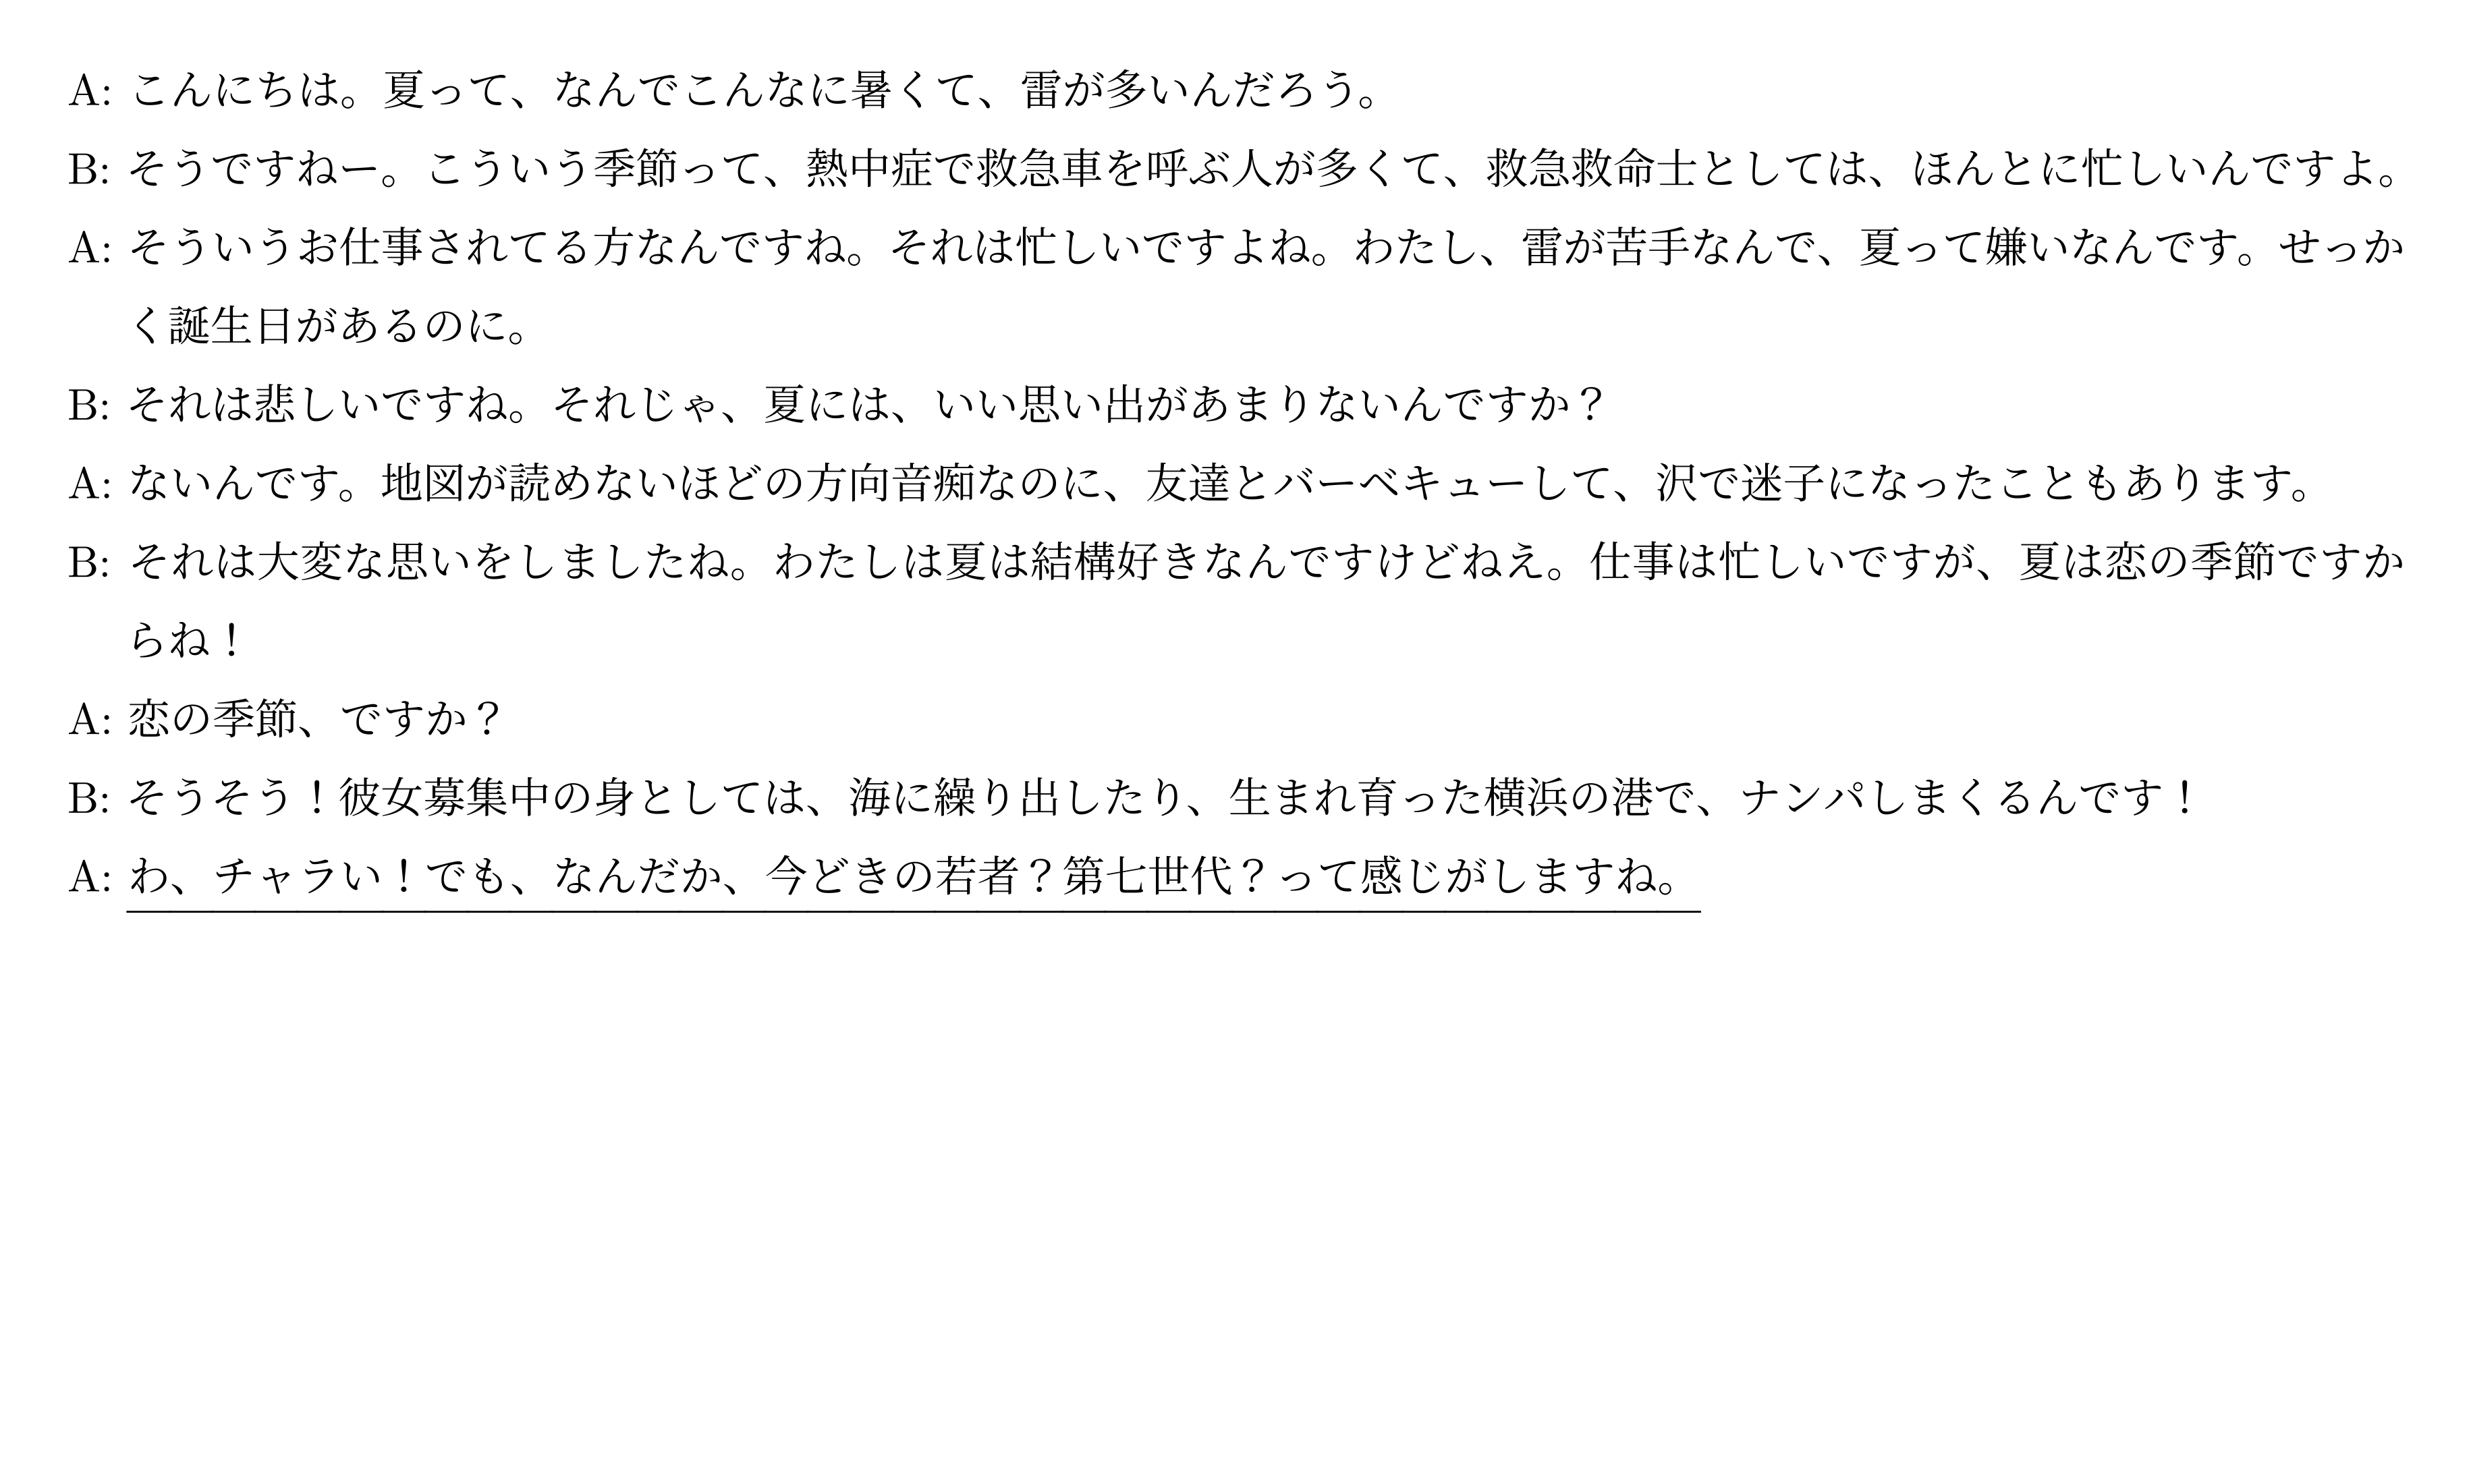 A: こんにちは。夏って、なんでこんなに暑くて、雷が多いんだろう。
B: そうですねー。こういう季節って、熱中症で救急車を呼ぶ人が多くて、救急救命士としては、ほんとに忙しいんですよ。
A: そういうお仕事されてる方なんですね。それは忙しいですよね。わたし、雷が苦手なんで、夏って嫌いなんです。せっか
く誕生日があるのに。
B: それは悲しいですね。それじゃ、夏には、いい思い出があまりないんですか？
A: ないんです。地図が読めないほどの方向音痴なのに、友達とバーベキューして、沢で迷子になったこともあります。
B: それは大変な思いをしましたね。わたしは夏は結構好きなんですけどねえ。仕事は忙しいですが、夏は恋の季節ですか
らね！
A: 恋の季節、ですか？
B: そうそう！彼女募集中の身としては、海に繰り出したり、生まれ育った横浜の港で、ナンパしまくるんです！
A: わ、チャラい！でも、なんだか、今どきの若者？第七世代？って感じがしますね。